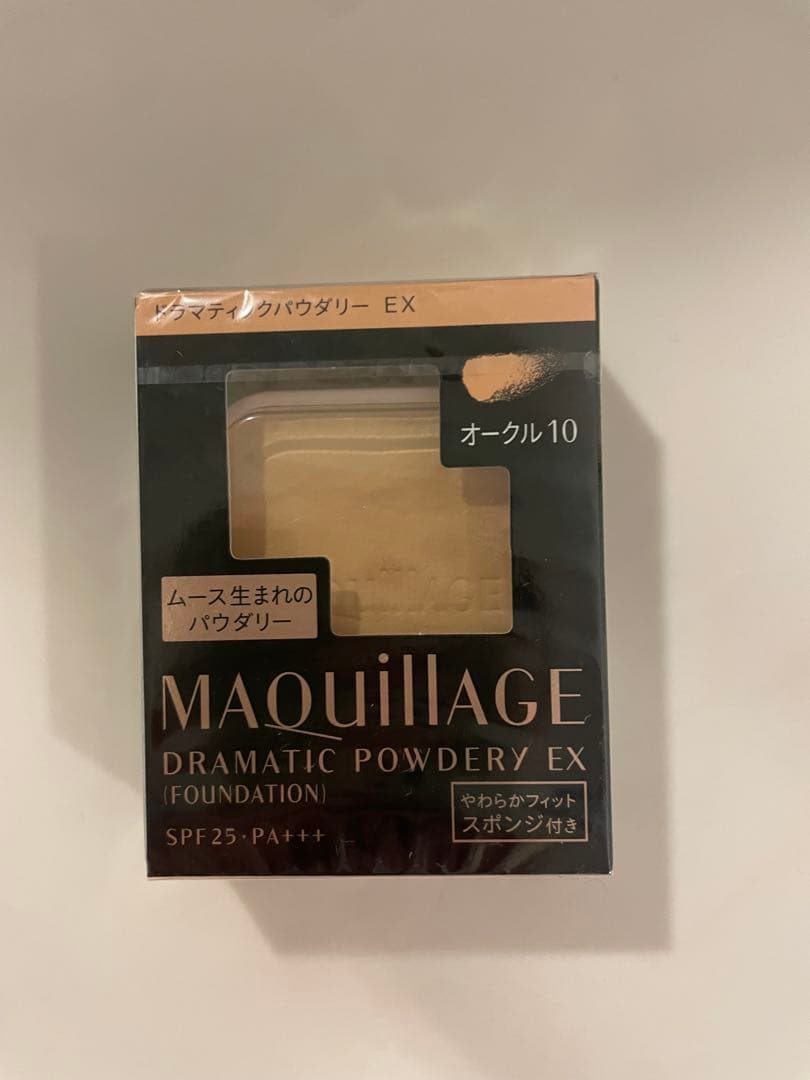 ドラマティックパウダリー EX
オークル10
QUillAGE
ムース生まれの
パウダリー
MAQuillAGE
DRAMATIC POWDERY EX
(FOUNDATION)
SPF25・PA+++
やわらかフィット
スポンジ付き